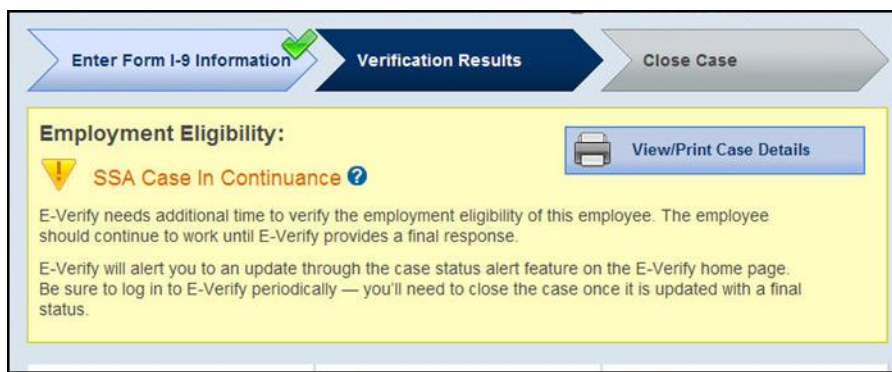 Enter Form I-9 Information
Verification Results
Close Case
Employment Eligibility:
View/Print Case Details
SSA Case In Continuance ?
E-Verify needs additional time to verify the employment eligibility of this employee. The employee
should continue to work until E-Verify provides a final response.
E-Verify will alert you to an update through the case status alert feature on the E-Verify home page.
Be sure to log in to E-Verify periodically — you'll need to close the case once it is updated with a final
status.